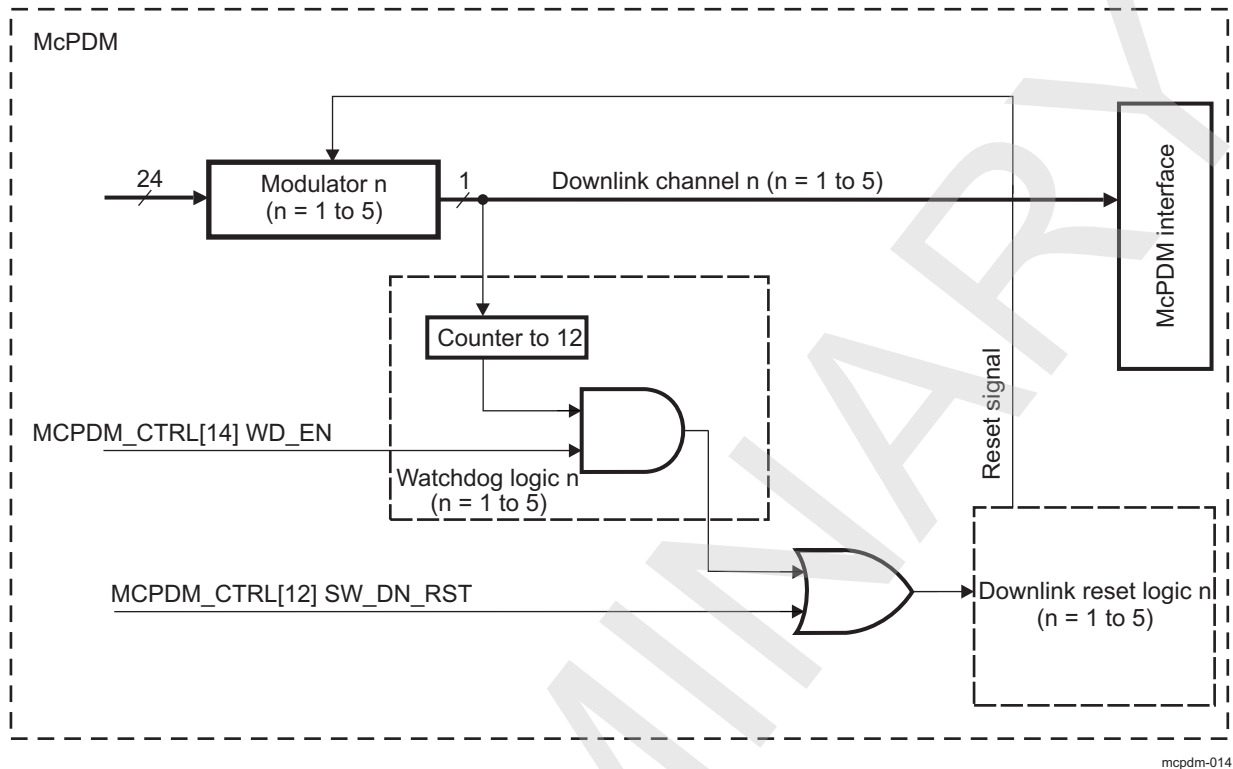 McPDM
24
Modulator n
(n = 1 to 5)
1
Downlink channel n (n = 1 to 5)
McPDM interface
Counter to 12
MCPDM_CTRL[14] WD_EN
Watchdog logic n
(n = 1 to 5)
Reset signal
MCPDM_CTRL[12] SW_DN_RST
Downlink reset logic n
(n = 1 to 5)
mcpdm-014
MINARY